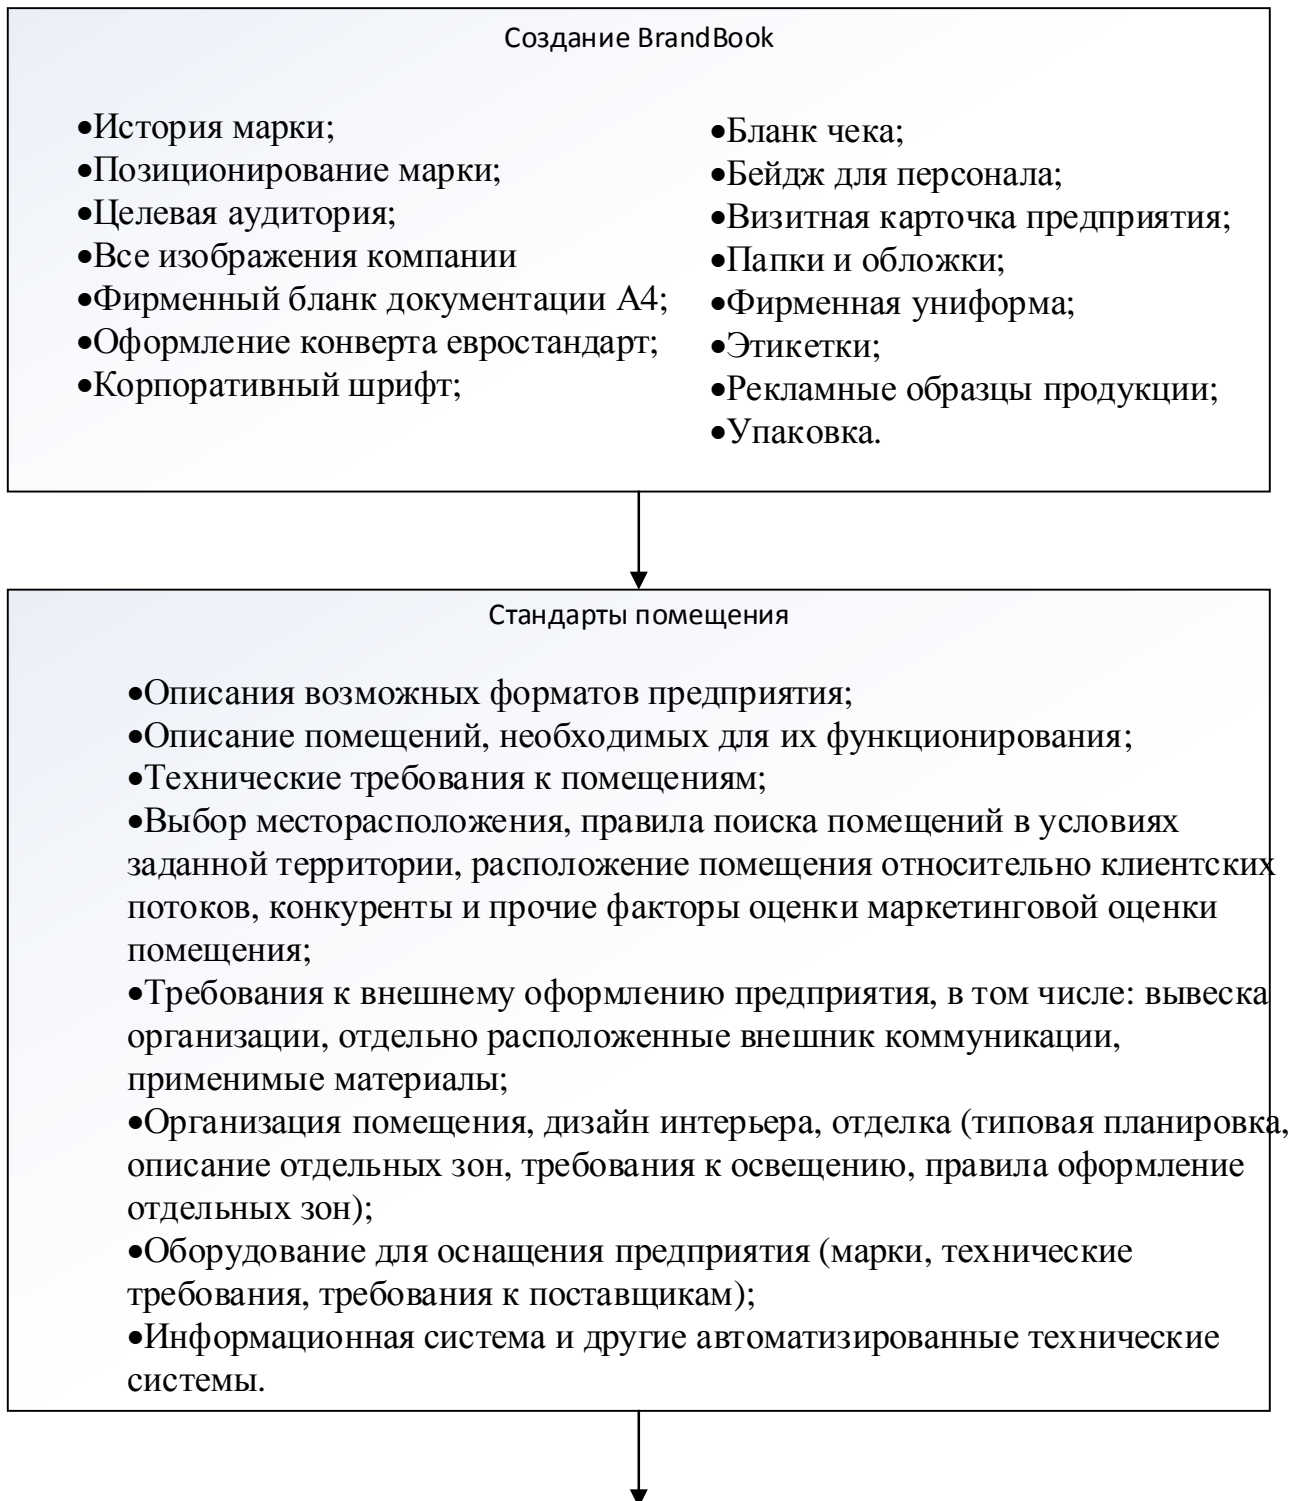 Создание BrandBook
•История марки;
•Позиционирование марки;
•Целевая аудитория;
•Все изображения компании
•Фирменный бланк документации А4;
•Оформление конверта евростандарт;
•Корпоративный шрифт;
•Бланк чека;
•Бейдж для персонала;
•Визитная карточка предприятия;
•Папки и обложки;
•Фирменная униформа;
•Этикетки;
•Рекламные образцы продукции;
•Упаковка.
Стандарты помещения
•Описания возможных форматов предприятия;
•Описание помещений, необходимых для их функционирования;
•Технические требования к помещениям;
•Выбор месторасположения, правила поиска помещений в условиях
заданной территории, расположение помещения относительно клиентских
потоков, конкуренты и прочие факторы оценки маркетинговой оценки
помещения;
•Требования к внешнему оформлению предприятия, в том числе: вывеска
организации, отдельно расположенные внешник коммуникации,
применимые материалы;
•Организация помещения, дизайн интерьера, отделка (типовая планировка,
описание отдельных зон, требования к освещению, правила оформление
отдельных зон);
•Оборудование для оснащения предприятия (марки, технические
требования, требования к поставщикам);
•Информационная система и другие автоматизированные технические
системы.